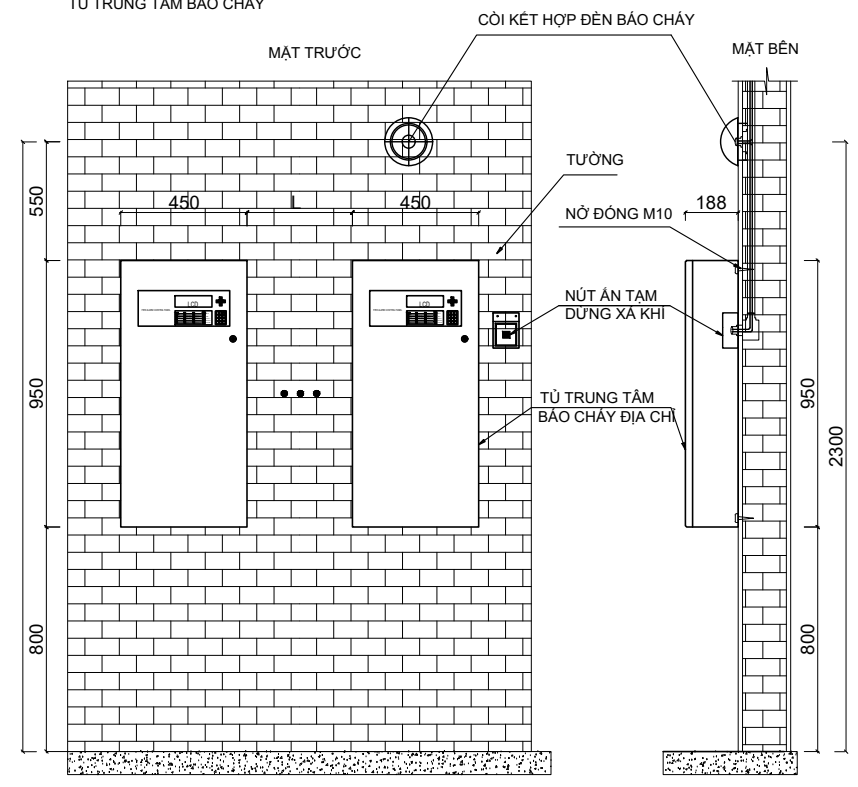 TỦ TRUNG TÂM BÁO CHÁY
CÒI KẾT HỢP ĐÈN BÁO CHÁY
MẶT TRƯỚC
MẶT BÊN
TƯỜNG
550
450
L
450
188
NỞ ĐÓNG M10
LCD
LCD
NÚT ẤN TẠM
DỪNG XẢ KHÍ
950
TỦ TRUNG TÂM
BÁO CHÁY ĐỊA CHỈ
950
2300
800
800